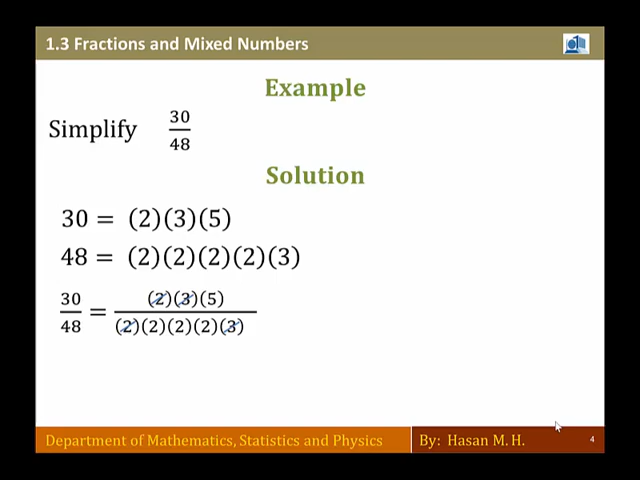 1.3 Fractions and Mixed Numbers
Example
Simplify 30/48
Solution
30 = (2)(3)(5)
48 = (2)(2)(2)(2)(3)
30/48 = (2)(3)(5)/(2)(2)(2)(2)(3)
Department of Mathematics, Statistics and Physics By: Hasan M. H. 4